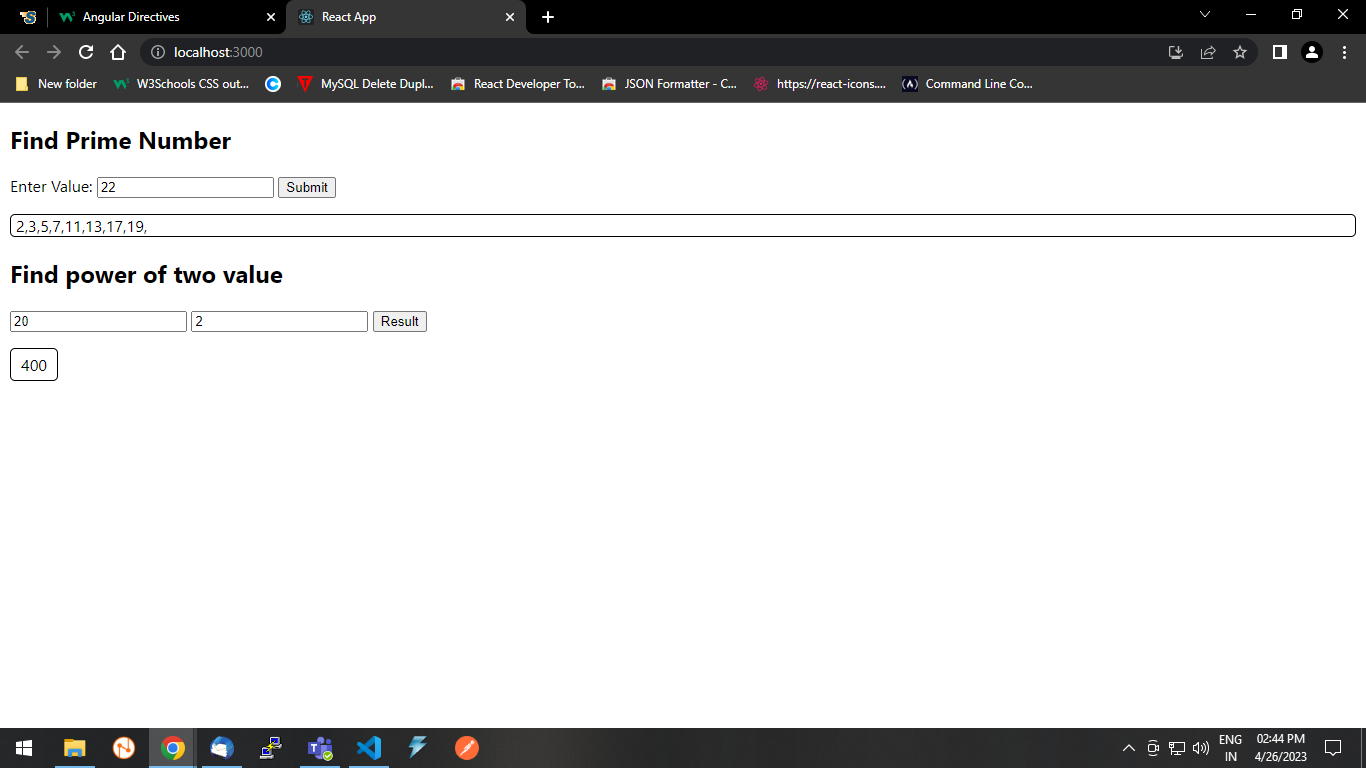 Angular Directives
React App
localhost:3000
New folder
W3Schools CSS out...
MySQL Delete Dupl...
React Developer To...
JSON Formatter - C...
https://react-icons....
Command Line Co...
Find Prime Number
Enter Value: 22 Submit
2,3,5,7,11,13,17,19,
Find power of two value
20 2 Result
400
ENG
IN
02:44 PM
4/26/2023